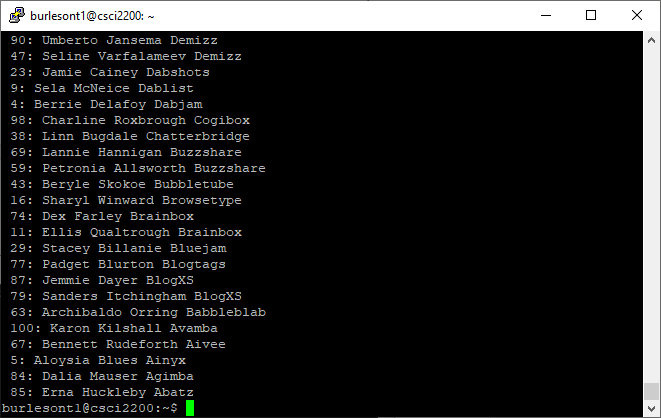 burlesont1@csci2200: ~
90: Umberto Jansema Demizz
47: Seline Varfalameev Demizz
23: Jamie Cainey Dabshots
9: Sela McNeice Dablist
4: Berrie Delafoy Dabjam
98: Charline Roxbrough Cogibox
38: Linn Bugdale Chatterbridge
69: Lannie Hannigan Buzzshare
59: Petronia Allsworth Buzzshare
43: Beryle Skokoe Bubbletube
16: Sharyl Winward Browsetype
74: Dex Farley Brainbox
11: Ellis Qualtrough Brainbox
29: Stacey Billanie Bluejam
77: Padget Blurton Blogtags
87: Jemmie Dayer BlogXS
79: Sanders Itchingham BlogXS
63: Archibaldo Orring Babbleblab
100: Karon Kilshall Avamba
67: Bennett Rudeforth Aivee
5: Aloysia Blues Ainyx
84: Dalia Mauser Agimba
85: Erna Huckleby Abatz
burlesont1@csci2200:~$